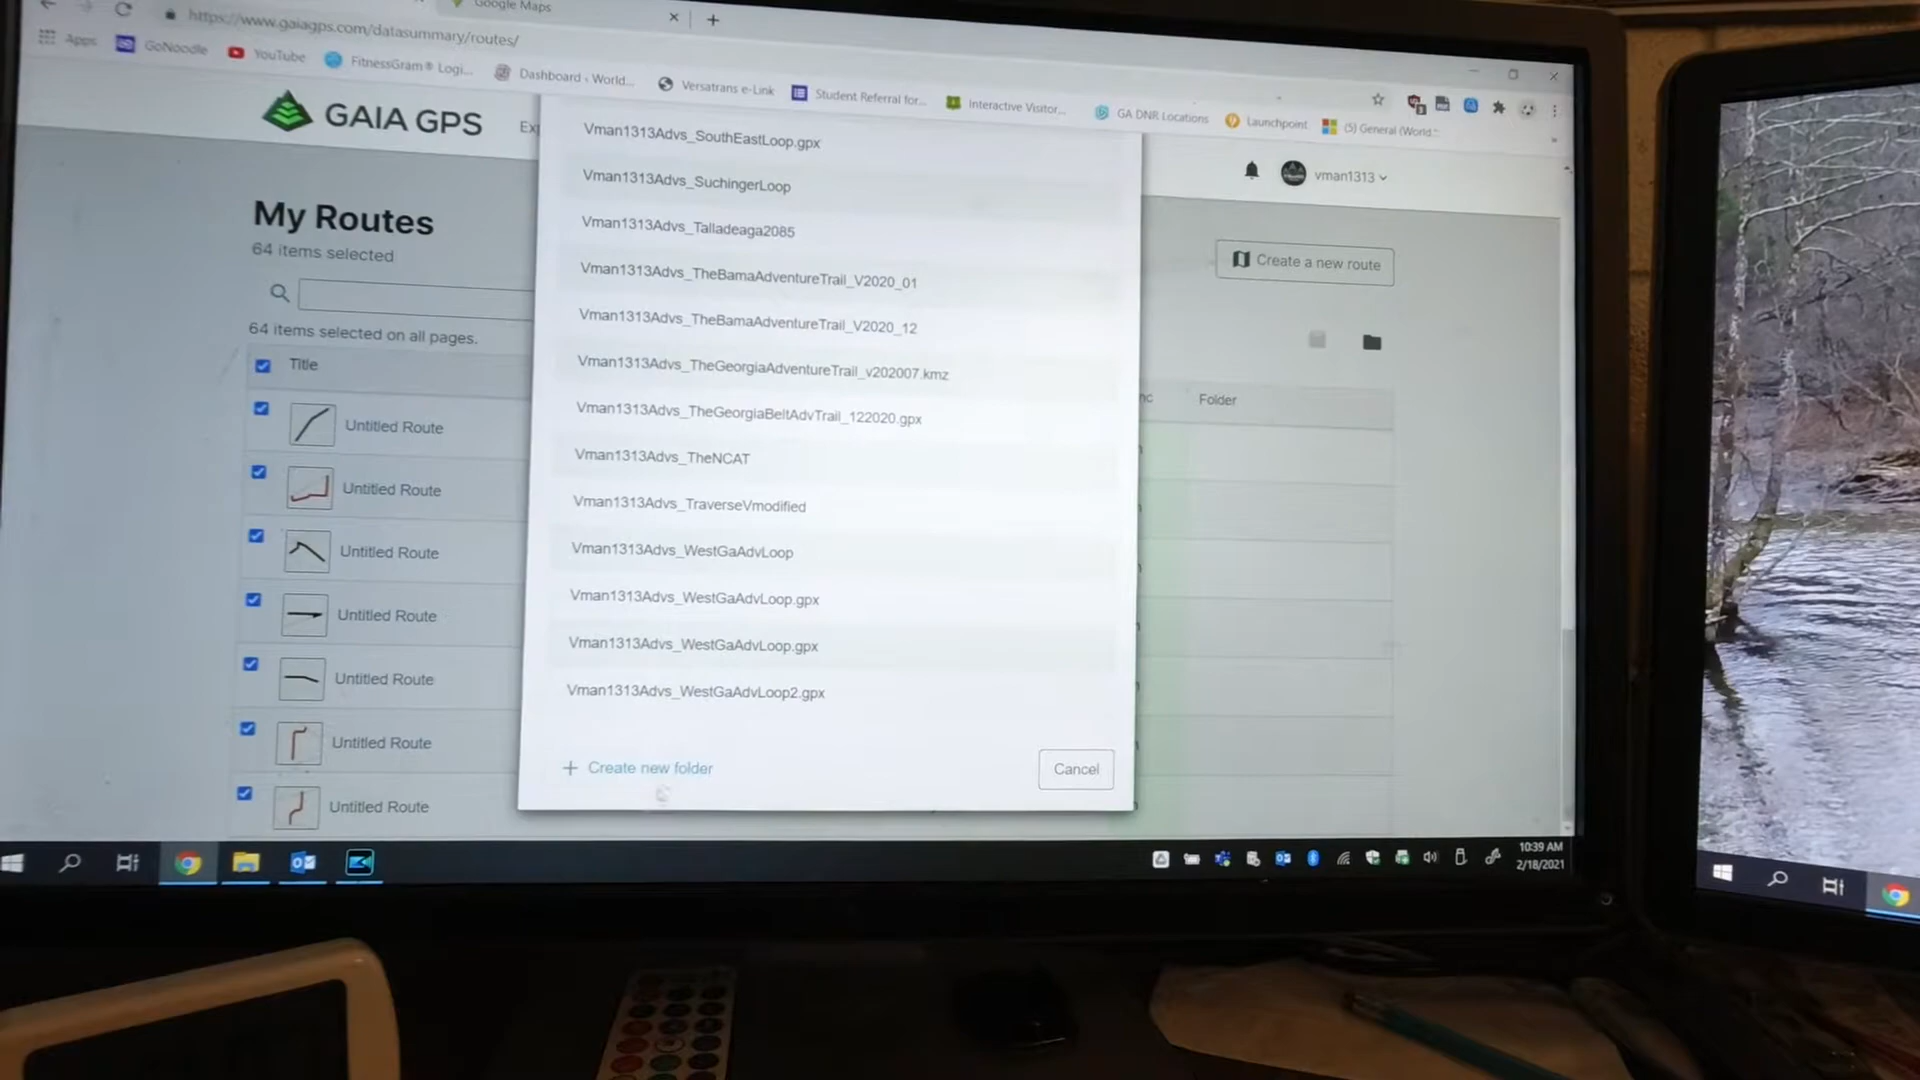 Google Maps
https://www.gaiagps.com/datasummary/routes/
Apps GoNoodle YouTube FitnessGram® Logi... Dashboard ‹ World... Versatrans e-Link Student Referral for... Interactive Visitor... GA DNR Locations Launchpoint (5) General (World...
GAIA GPS
vman1313
My Routes
64 items selected
Create a new route
64 items selected on all pages.
Title
Folder
Untitled Route
Untitled Route
Untitled Route
Untitled Route
Untitled Route
Untitled Route
Untitled Route
Vman1313Advs_SouthEastLoop.gpx
Vman1313Advs_SuchingerLoop
Vman1313Advs_Talladeaga2085
Vman1313Advs_TheBamaAdventureTrail_V2020_01
Vman1313Advs_TheBamaAdventureTrail_V2020_12
Vman1313Advs_TheGeorgiaAdventureTrail_v202007.kmz
Vman1313Advs_TheGeorgiaBeltAdvTrail_122020.gpx
Vman1313Advs_TheNCAT
Vman1313Advs_TraverseVmodified
Vman1313Advs_WestGaAdvLoop
Vman1313Advs_WestGaAdvLoop.gpx
Vman1313Advs_WestGaAdvLoop.gpx
Vman1313Advs_WestGaAdvLoop2.gpx
+ Create new folder
Cancel
10:39 AM
2/18/2021